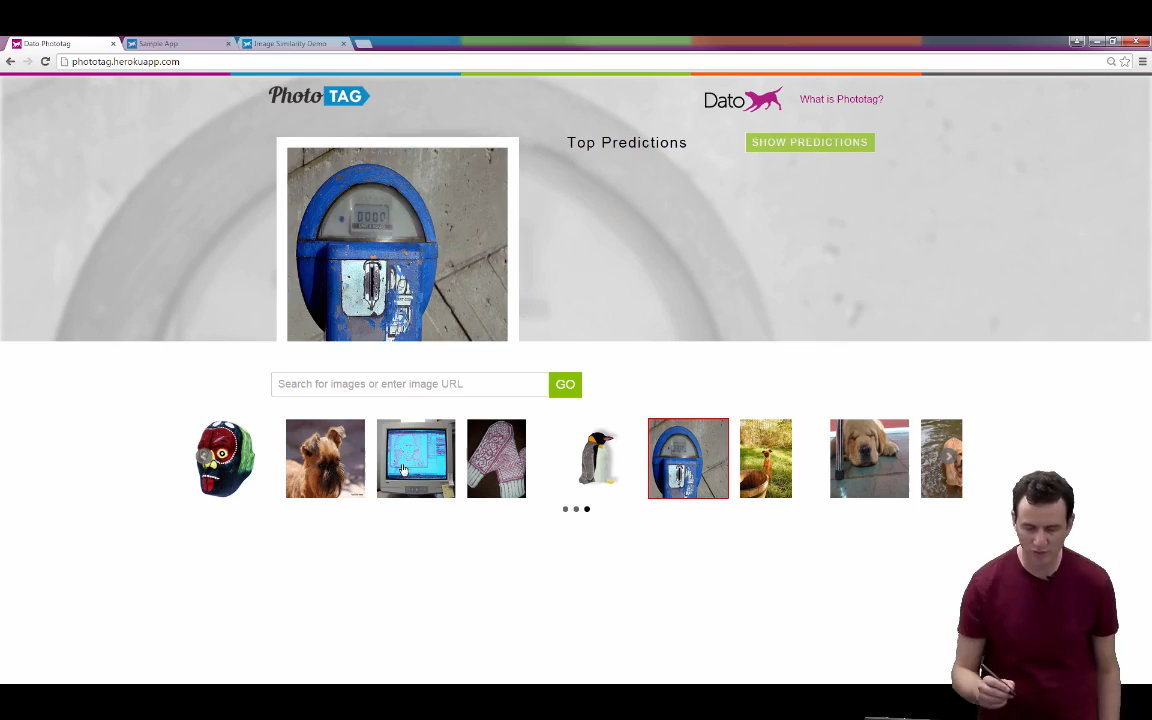 Dato Phototag
Sample App
Image Similarity Demo
phototag.herokuapp.com
Photo TAG
Dato
What is Phototag?
Top Predictions
SHOW PREDICTIONS
0000
Search for images or enter image URL
GO